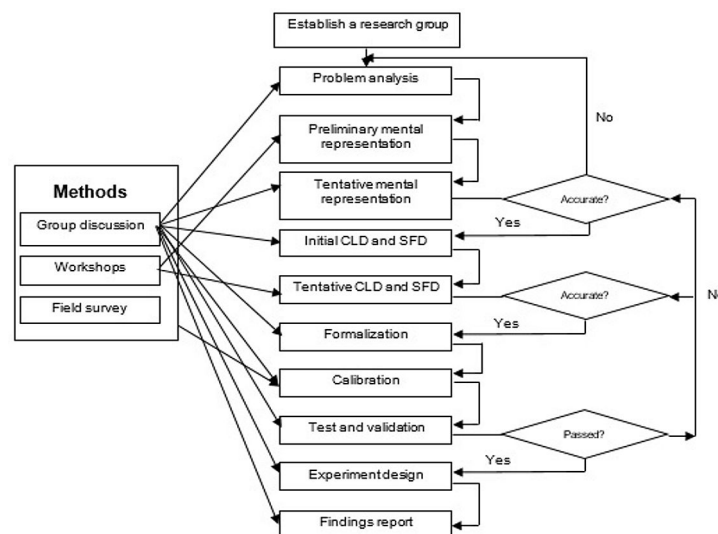 Establish a research group
Problem analysis
No
Preliminary mental
representation
Methods
Tentative mental
representation
Accurate?
Group discussion
Yes
Initial CLD and SFD
Workshops
Tentative CLD and SFD
Accurate?
Field survey
Yes
Formalization
Calibration
Test and validation
Passed?
Yes
Experiment design
Findings report